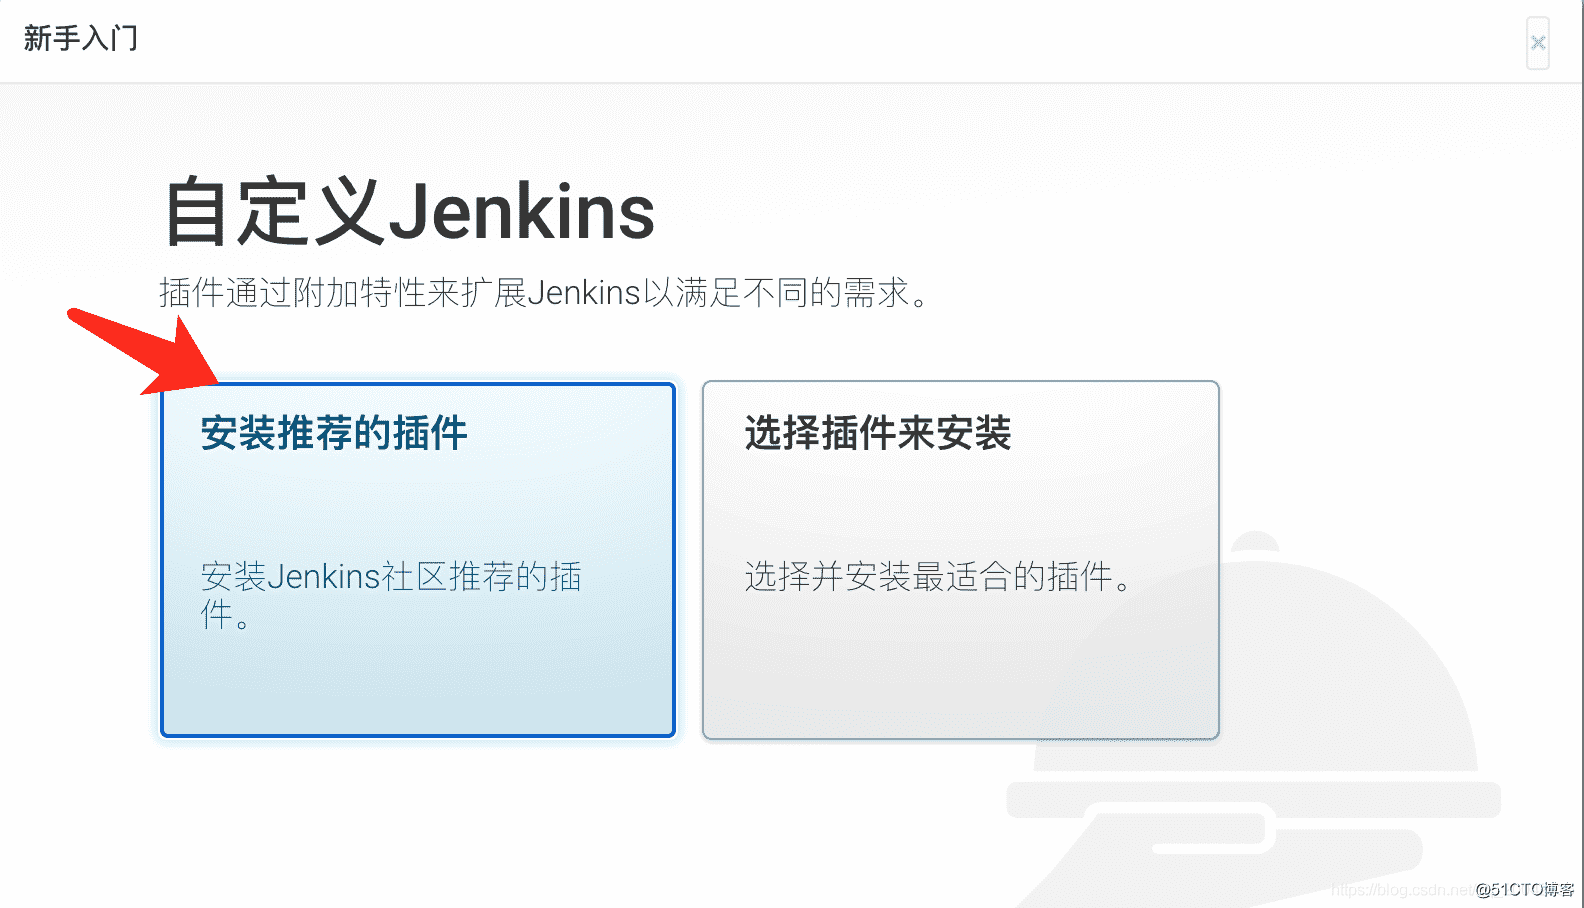 新手入门
×
自定义Jenkins
插件通过附加特性来扩展Jenkins以满足不同的需求。
安装推荐的插件
安装Jenkins社区推荐的插
件。
选择插件来安装
选择并安装最适合的插件。
https://blog.csdn.net/
@51CTO博客